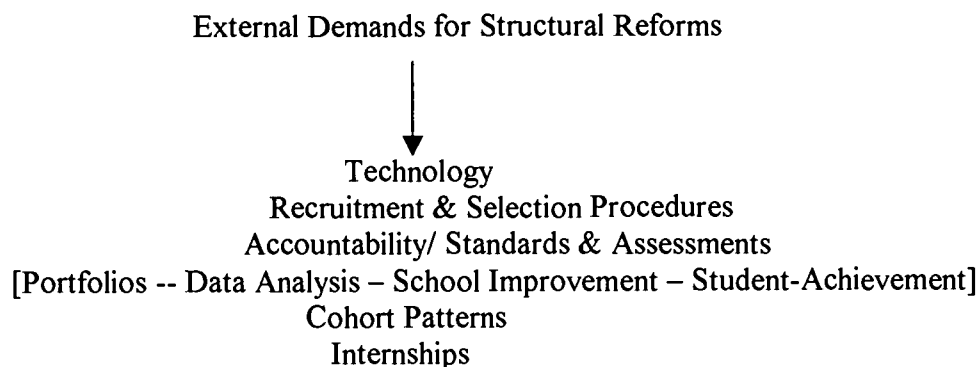 External Demands for Structural Reforms
Technology
Recruitment & Selection Procedures
Accountability/ Standards & Assessments
[Portfolios -- Data Analysis – School Improvement – Student-Achievement]
Cohort Patterns
Internships